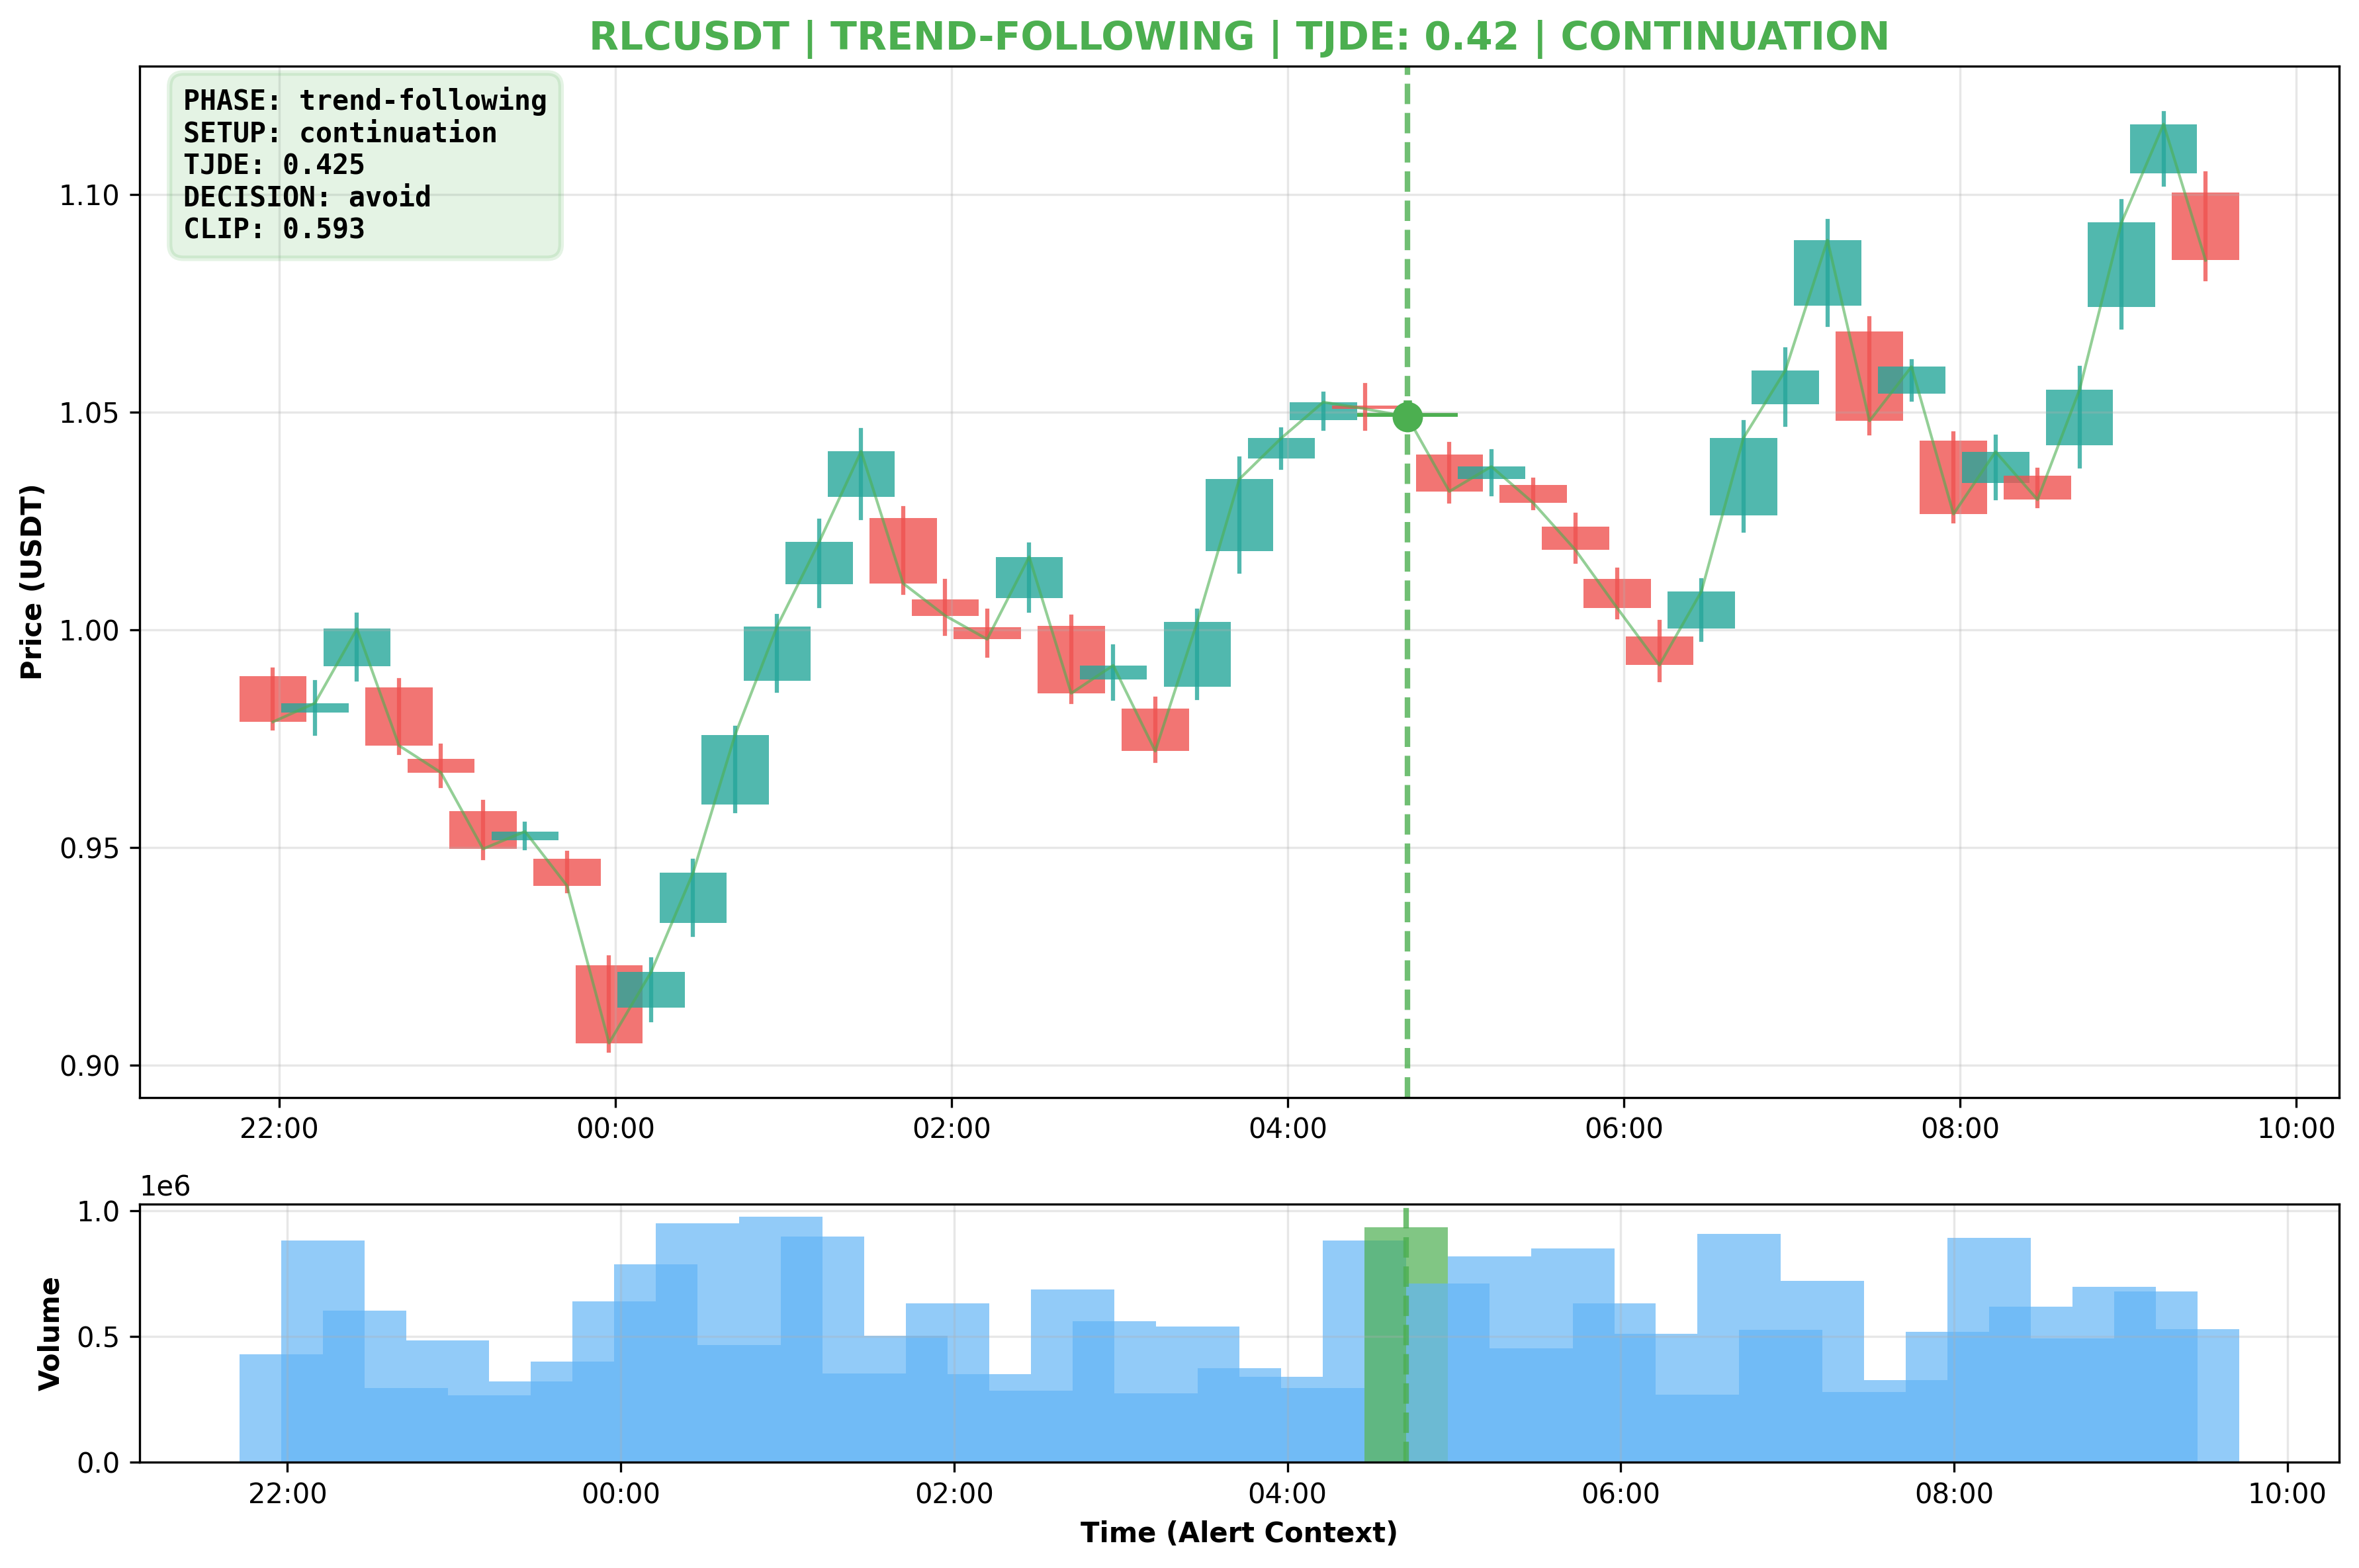 RLCUSDT | TREND-FOLLOWING | TJDE: 0.42 | CONTINUATION
PHASE: trend-following
SETUP: continuation
TJDE: 0.425
DECISION: avoid
CLIP: 0.593
Price (USDT)
1.10
1.05
1.00
0.95
0.90
22:00 00:00 02:00 04:00 06:00 08:00 10:00
1e6
Volume
1.0
0.5
0.0
22:00 00:00 02:00 04:00 06:00 08:00 10:00
Time (Alert Context)